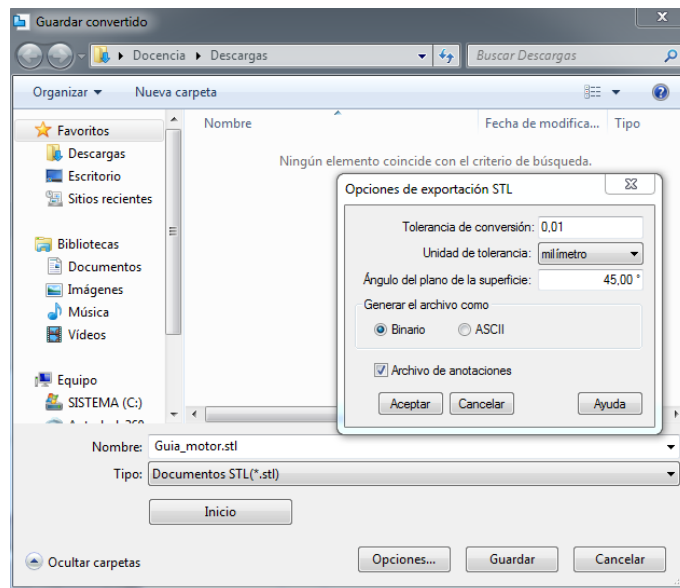 Guardar convertido
Docencia Descargas
Buscar Descargas
Organizar
Nueva carpeta
Favoritos
Descargas
Escritorio
Sitios recientes
Bibliotecas
Documentos
Imágenes
Música
Vídeos
Equipo
SISTEMA (C:)
Nombre
Fecha de modifica...
Tipo
Ningún elemento coincide con el criterio de búsqueda.
Opciones de exportación STL
Tolerancia de conversión: 0,01
Unidad de tolerancia: milímetro
Ángulo del plano de la superficie: 45,00 °
Generar el archivo como
Binario
ASCII
Archivo de anotaciones
Aceptar
Cancelar
Ayuda
Nombre: Guia_motor.stl
Tipo: Documentos STL(*.stl)
Inicio
Ocultar carpetas
Opciones...
Guardar
Cancelar